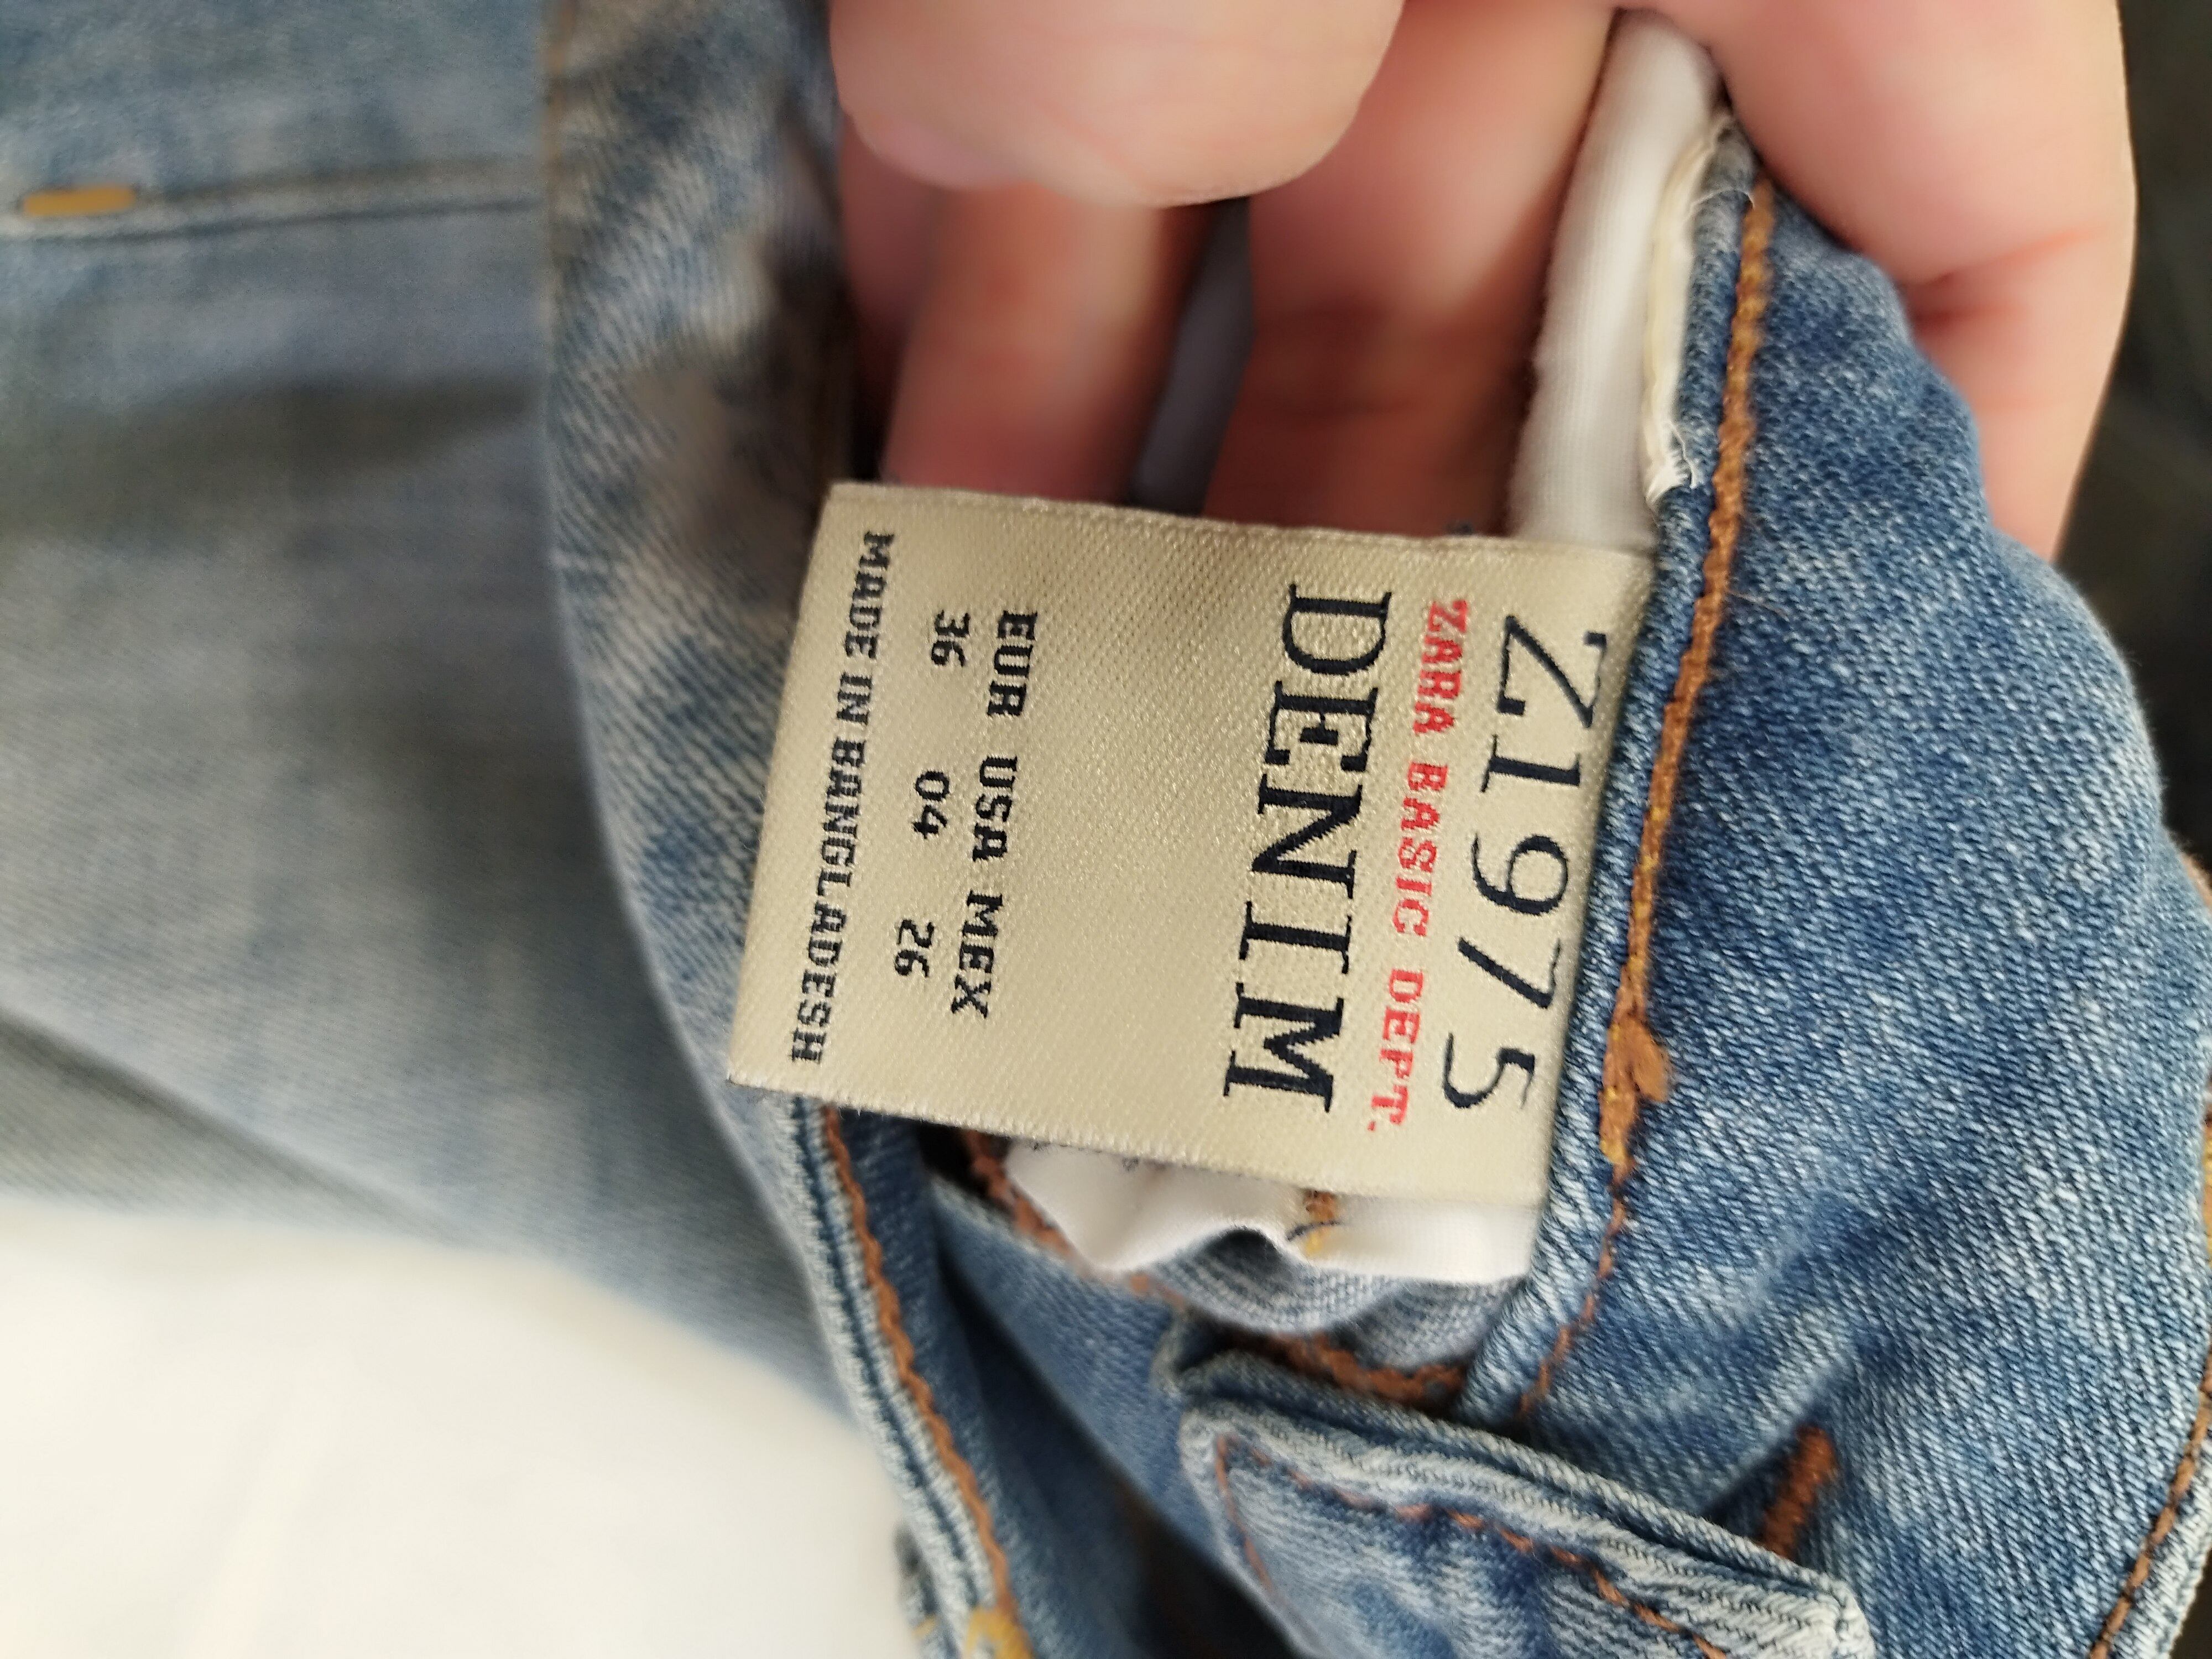 Z1975
ZARA BASIC DEPT.
DENIM
EUR USA MEX
36 04 26
MADE IN BANGLADESH